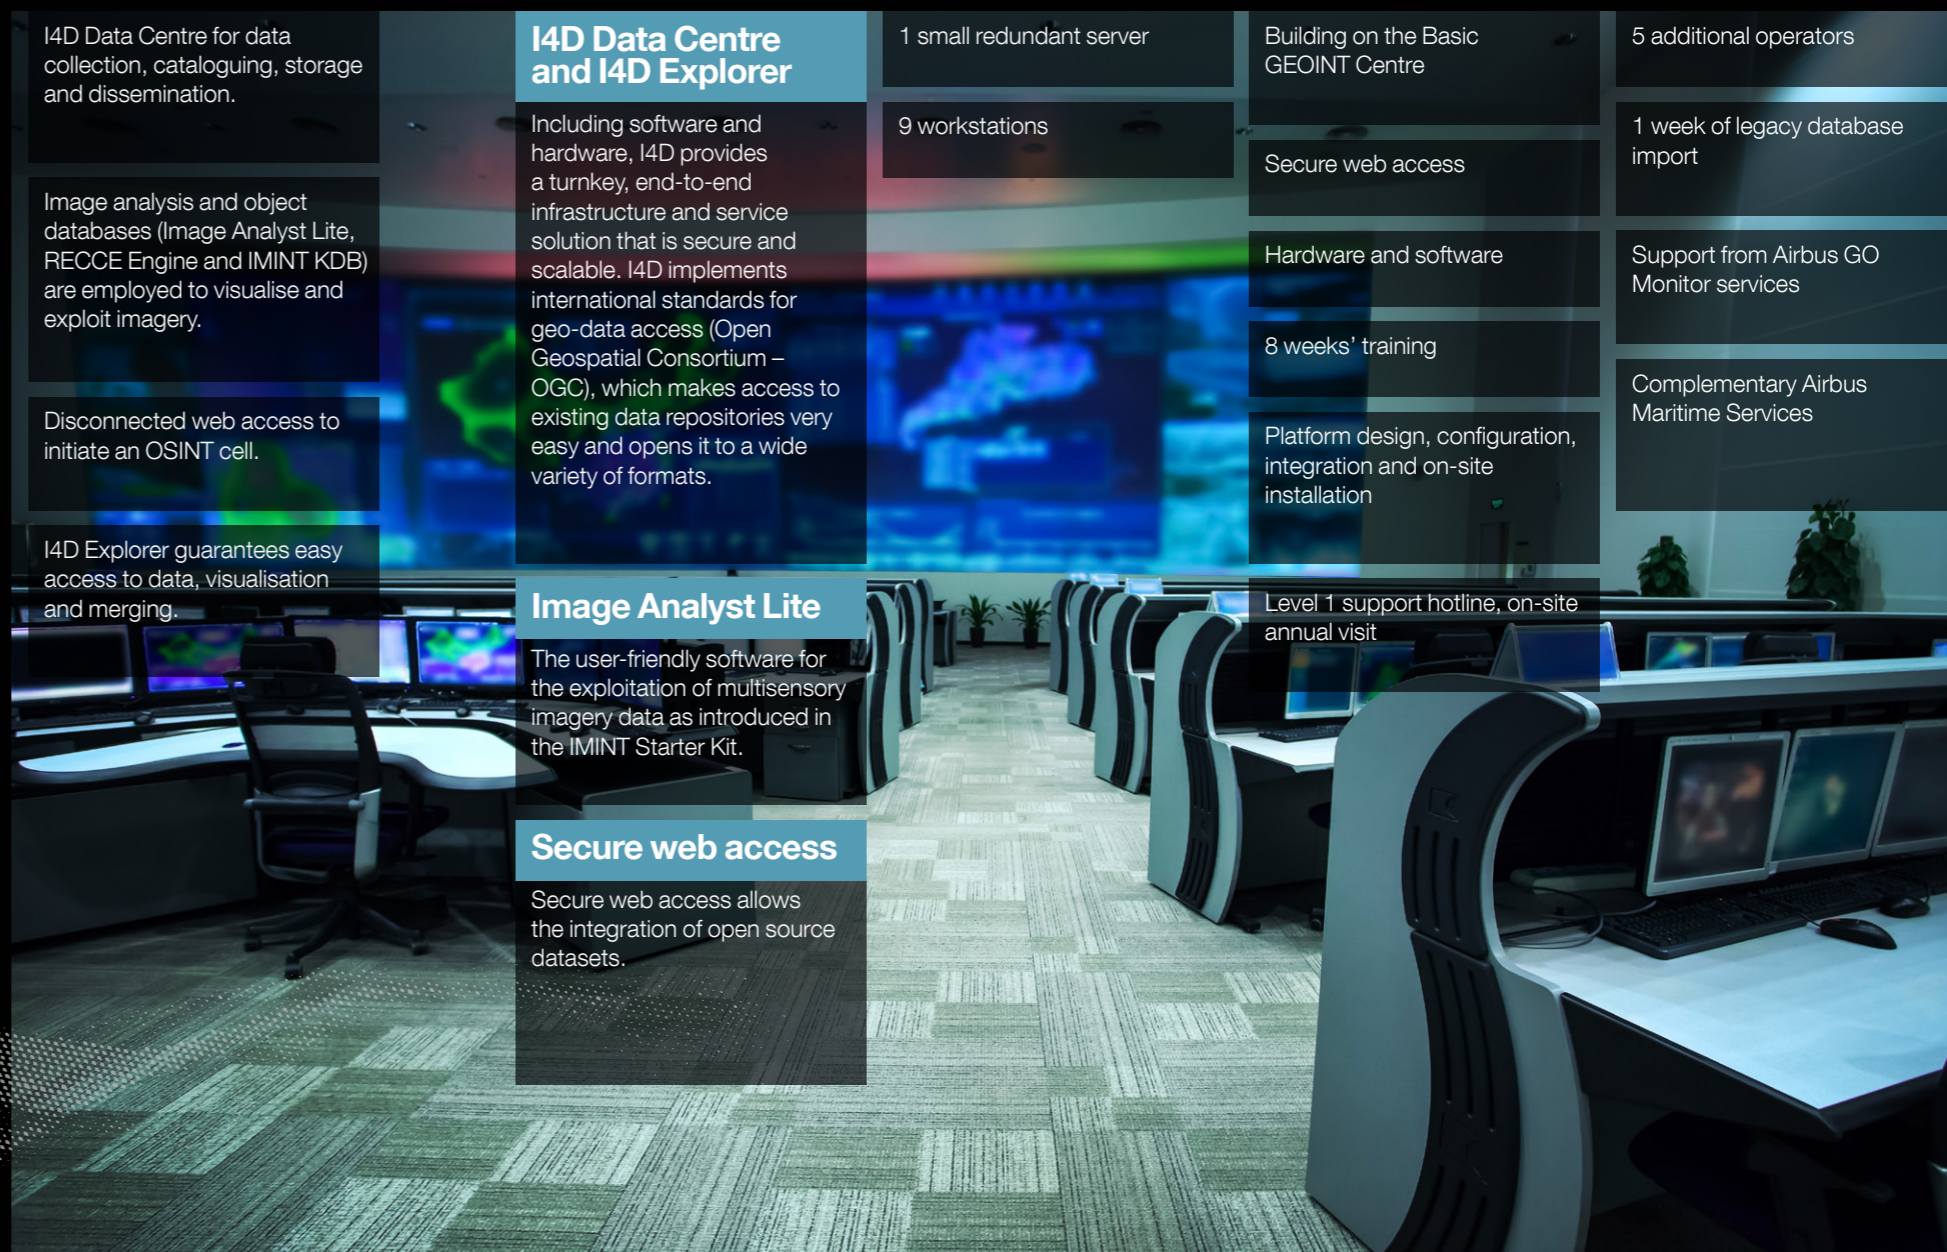 I4D Data Centre for data
collection, cataloguing, storage
and dissemination.
Image analysis and object
databases (Image Analyst Lite,
RECCE Engine and IMINT KDB)
are employed to visualise and
exploit imagery.
Disconnected web access to
initiate an OSINT cell.
I4D Explorer guarantees easy
access to data, visualisation
and merging.
I4D Data Centre
and I4D Explorer
Including software and
hardware, I4D provides
a turnkey, end-to-end
infrastructure and service
solution that is secure and
scalable. I4D implements
international standards for
geo-data access (Open
Geospatial Consortium –
OGC), which makes access to
existing data repositories very
easy and opens it to a wide
variety of formats.
Image Analyst Lite
The user-friendly software for
the exploitation of multisensory
imagery data as introduced in
the IMINT Starter Kit.
Secure web access
Secure web access allows
the integration of open source
datasets.
1 small redundant server
9 workstations
Building on the Basic
GEOINT Centre
Secure web access
Hardware and software
8 weeks’ training
Platform design, configuration,
integration and on-site
installation
Level 1 support hotline, on-site
annual visit
5 additional operators
1 week of legacy database
import
Support from Airbus GO
Monitor services
Complementary Airbus
Maritime Services